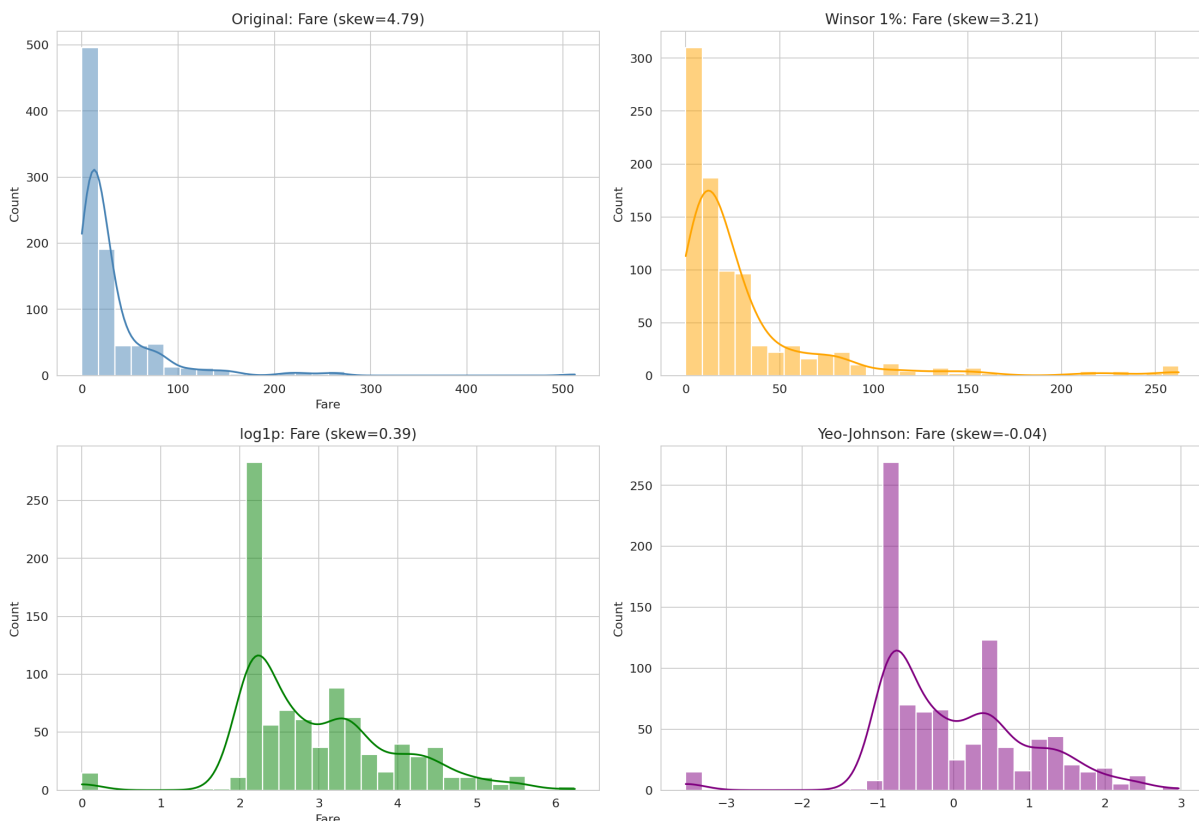 Original: Fare (skew=4.79)
500
400
300
200
100
0
Count
0 100 200 300 400 500
Fare
Winsor 1%: Fare (skew=3.21)
300
250
200
150
100
50
0
Count
0 50 100 150 200 250
log1p: Fare (skew=0.39)
250
200
150
100
50
0
Count
0 1 2 3 4 5 6
Fare
Yeo-Johnson: Fare (skew=-0.04)
250
200
150
100
50
0
Count
−3 −2 −1 0 1 2 3